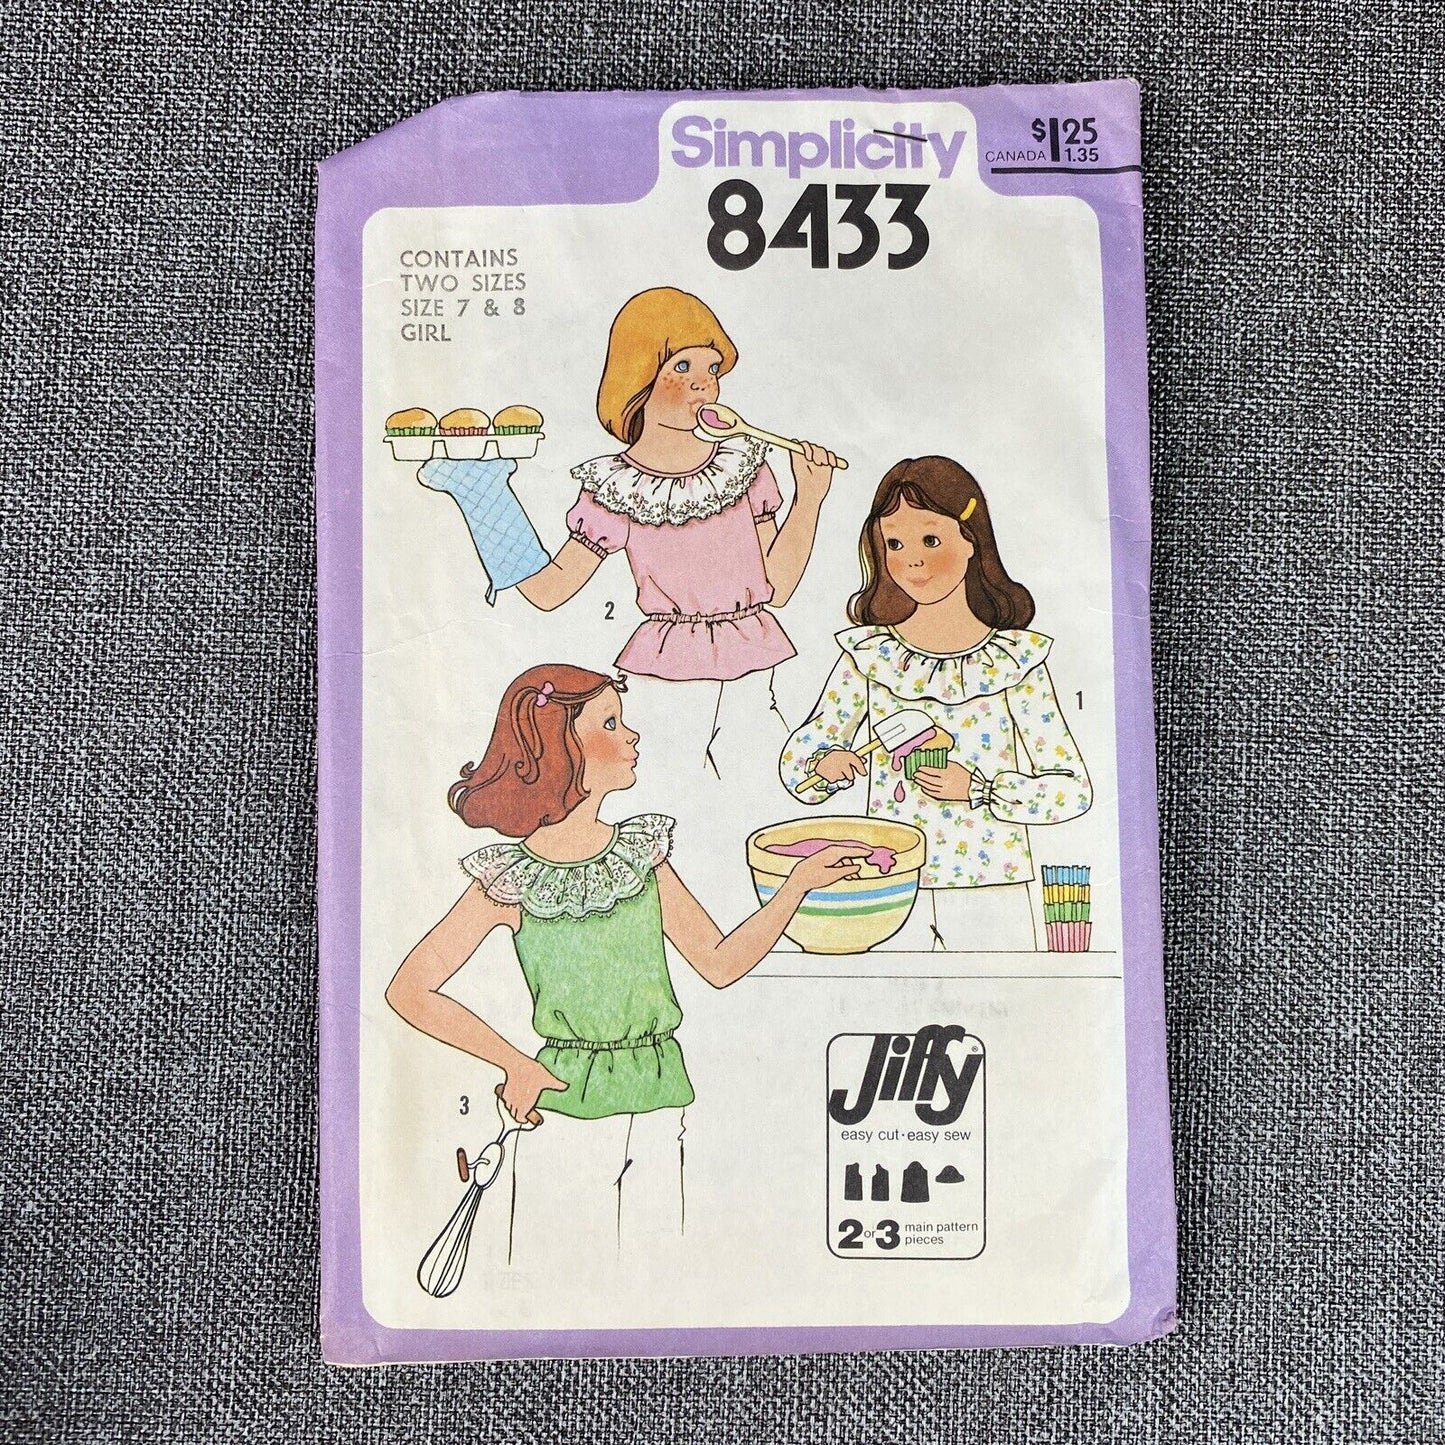 Simplicity
8433
$1.25
CANADA 1.35
CONTAINS
TWO SIZES
SIZE 7 & 8
GIRL
2
1
3
Jiffy®
easy cut • easy sew
2 or 3 main pattern
pieces